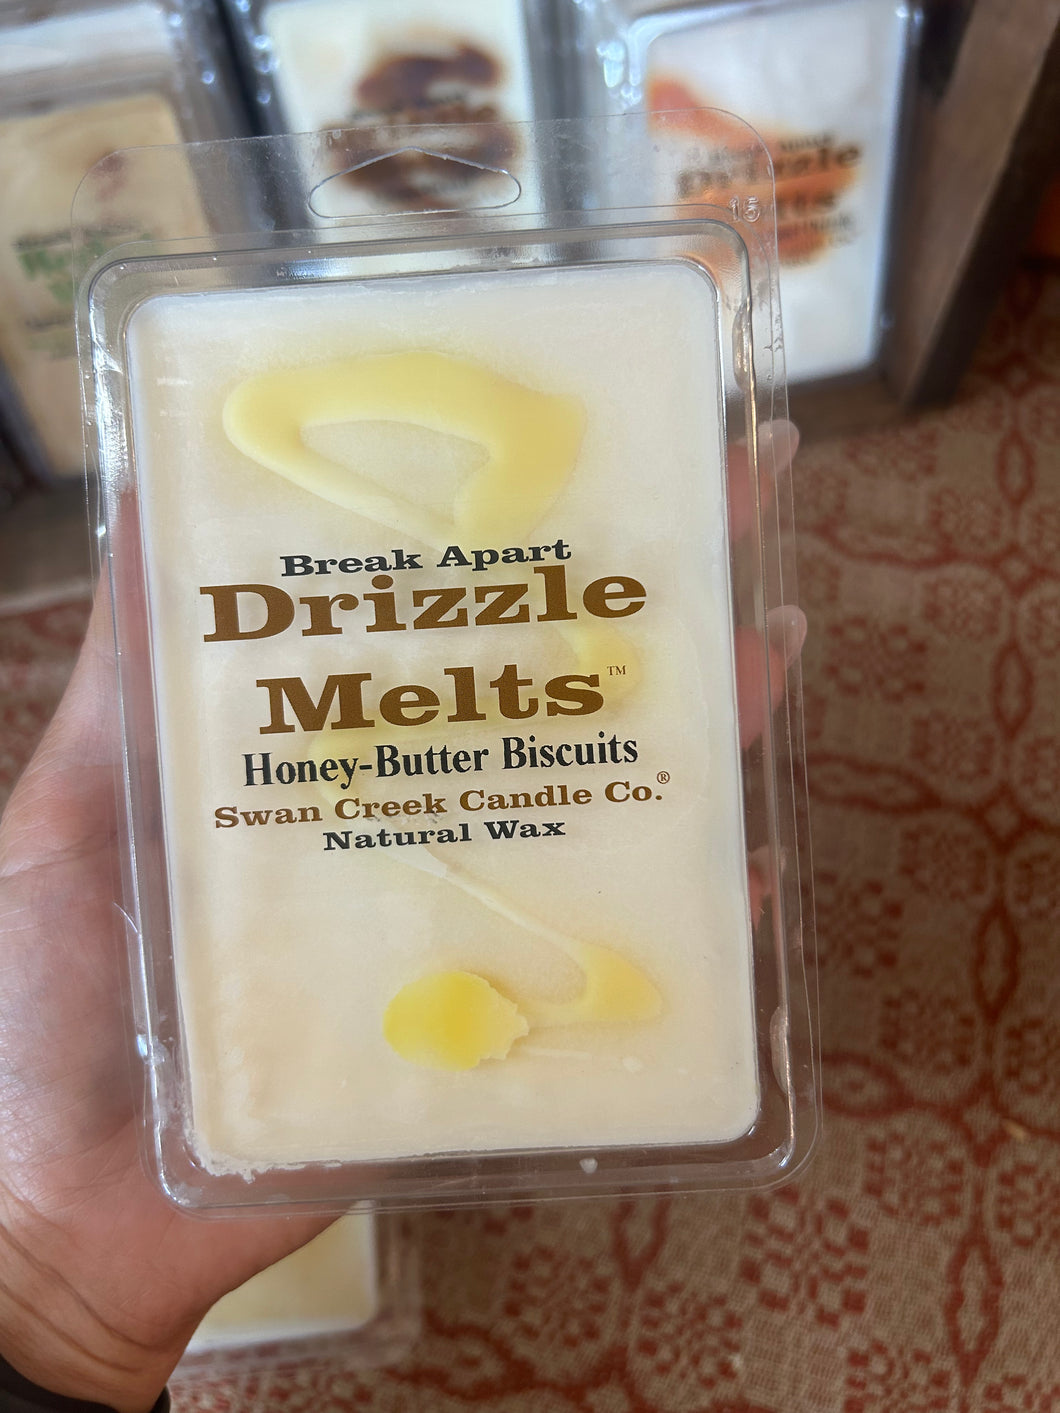 15
Break Apart
Drizzle
Melts™
Honey-Butter Biscuits
Swan Creek Candle Co.®
Natural Wax
Drizzle